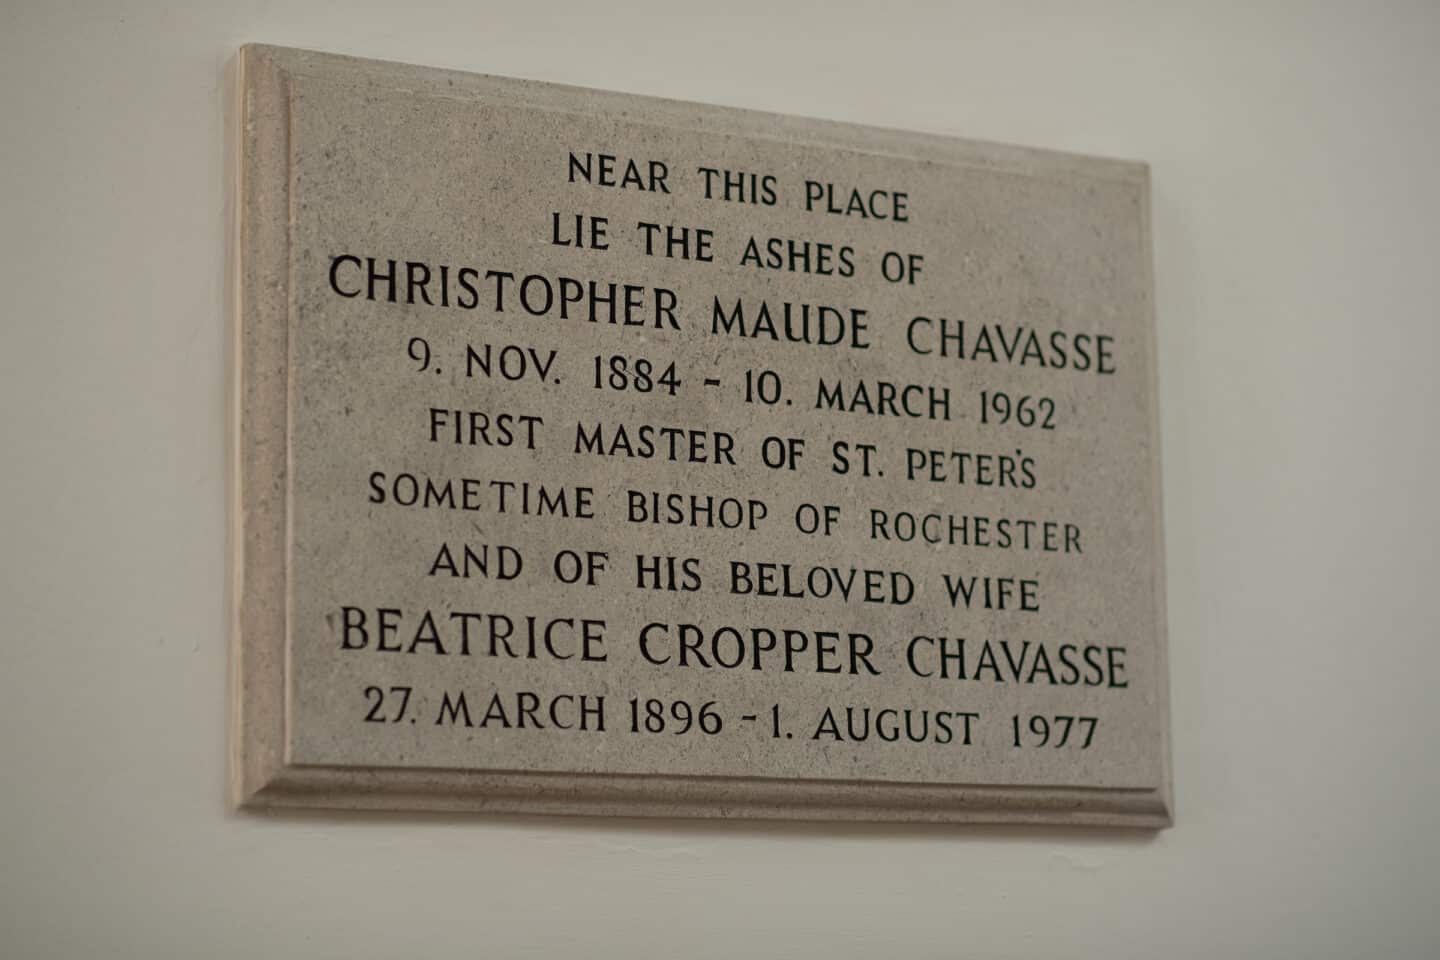 NEAR THIS PLACE
LIE THE ASHES OF
CHRISTOPHER MAUDE CHAVASSE
9. NOV. 1884 - 10. MARCH 1962
FIRST MASTER OF ST. PETER'S
SOMETIME BISHOP OF ROCHESTER
AND OF HIS BELOVED WIFE
BEATRICE CROPPER CHAVASSE
27. MARCH 1896 - 1. AUGUST 1977